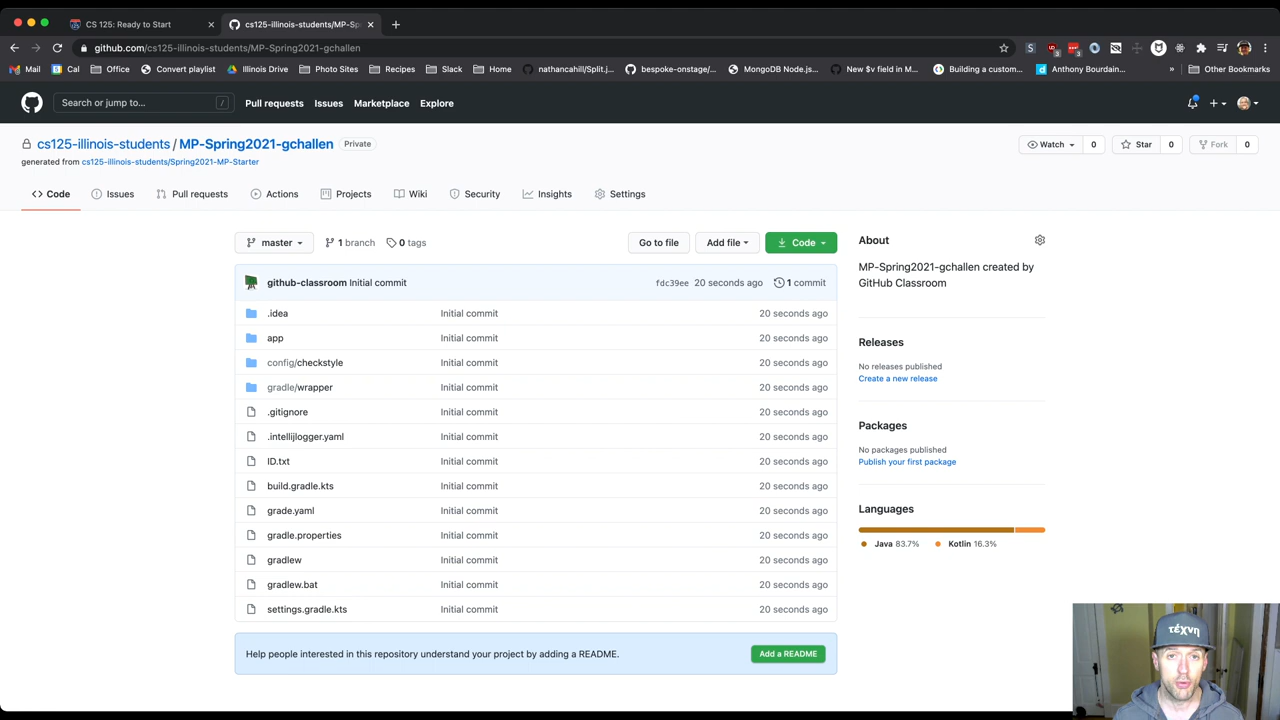 CS 125: Ready to Start
cs125-illinois-students/MP-Sp
github.com/cs125-illinois-students/MP-Spring2021-gchallen
Mail Cal Office Convert playlist Illinois Drive Photo Sites Recipes Slack Home nathancahill/Split.j... bespoke-onstage/... MongoDB Node.js... New $v field in M... Building a custom... Anthony Bourdain... » Other Bookmarks
Search or jump to... / Pull requests Issues Marketplace Explore
cs125-illinois-students / MP-Spring2021-gchallen Private
Watch 0 Star 0 Fork 0
generated from cs125-illinois-students/Spring2021-MP-Starter
Code Issues Pull requests Actions Projects Wiki Security Insights Settings
master 1 branch 0 tags Go to file Add file Code
github-classroom Initial commit fdc39ee 20 seconds ago 1 commit
.idea Initial commit 20 seconds ago
app Initial commit 20 seconds ago
config/checkstyle Initial commit 20 seconds ago
gradle/wrapper Initial commit 20 seconds ago
.gitignore Initial commit 20 seconds ago
.intellijlogger.yaml Initial commit 20 seconds ago
ID.txt Initial commit 20 seconds ago
build.gradle.kts Initial commit 20 seconds ago
grade.yaml Initial commit 20 seconds ago
gradle.properties Initial commit 20 seconds ago
gradlew Initial commit 20 seconds ago
gradlew.bat Initial commit 20 seconds ago
settings.gradle.kts Initial commit 20 seconds ago
Help people interested in this repository understand your project by adding a README. Add a README
About
MP-Spring2021-gchallen created by
GitHub Classroom
Releases
No releases published
Create a new release
Packages
No packages published
Publish your first package
Languages
Java 83.7% Kotlin 16.3%
τέχνη